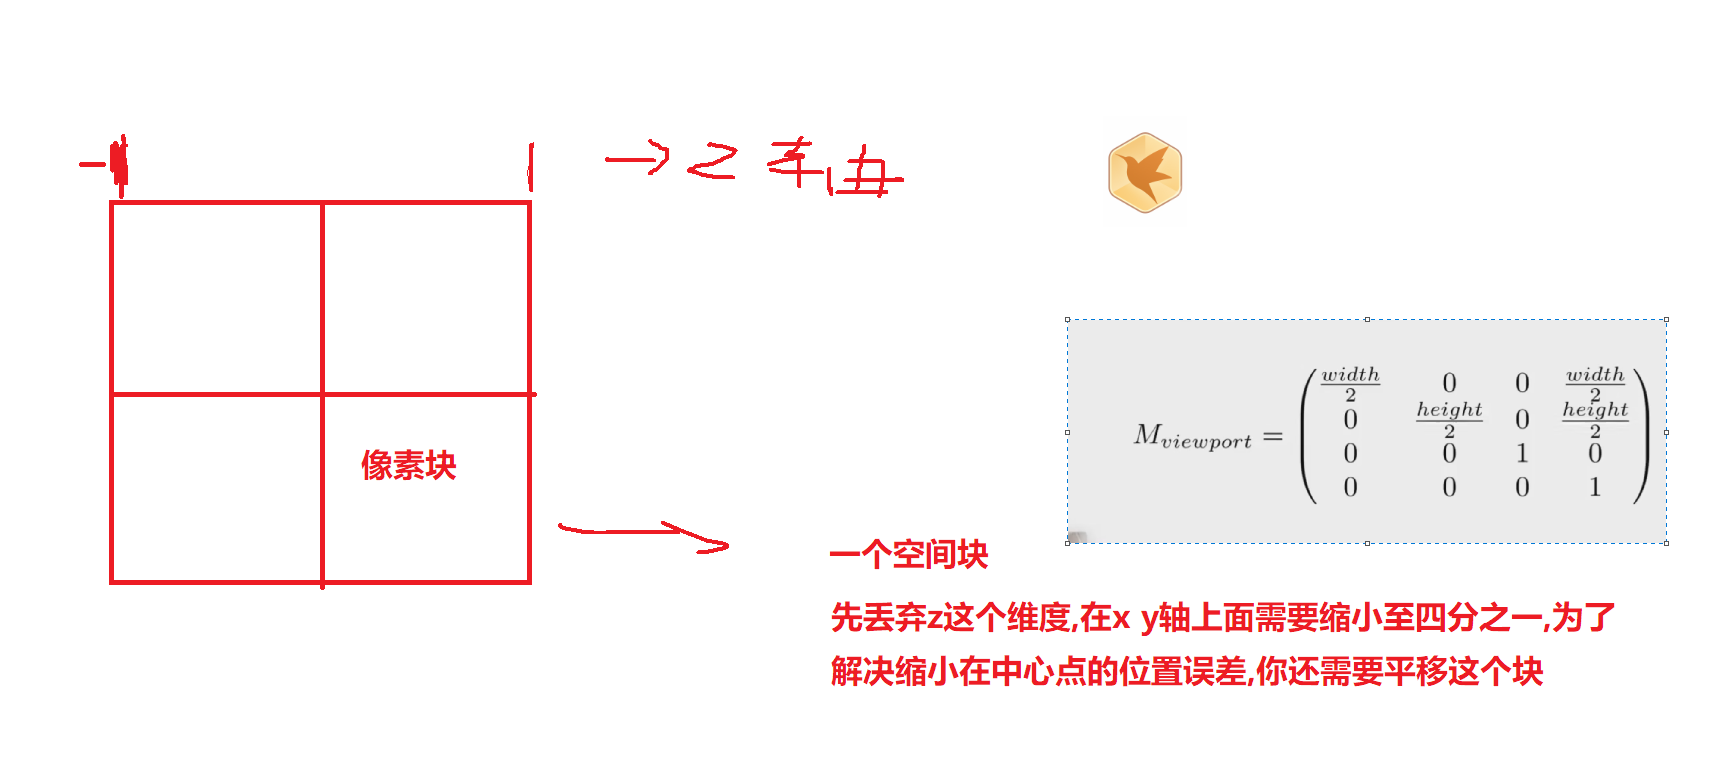 -1 1 → 2 轴
M_{viewport} = \begin{pmatrix} \frac{width}{2} & 0 & 0 & \frac{width}{2} \\ 0 & \frac{height}{2} & 0 & \frac{height}{2} \\ 0 & 0 & 1 & 0 \\ 0 & 0 & 0 & 1 \end{pmatrix}
像素块
一个空间块
先丢弃z这个维度,在x y轴上面需要缩小至四分之一,为了
解决缩小在中心点的位置误差,你还需要平移这个块